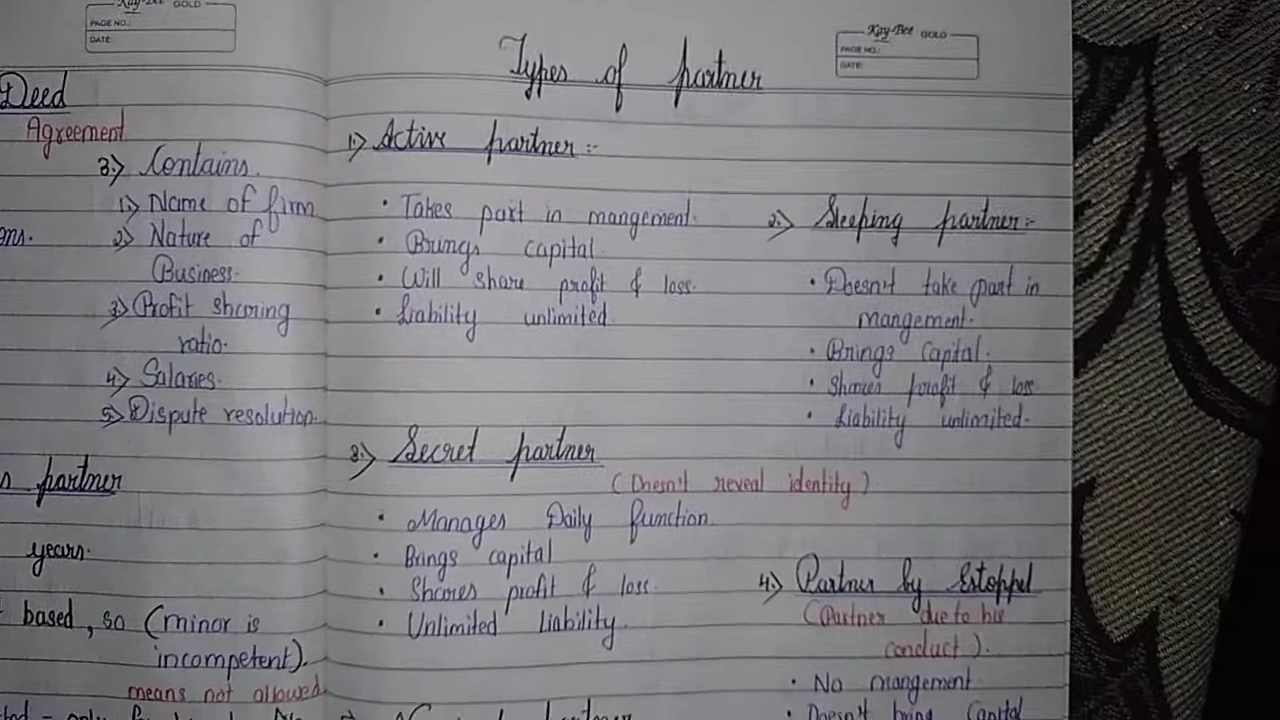 Kay-Bee GOLD
PAGE NO.:
DATE:
Deed
Agreement
3.> Contains.
1.> Name of firm
ons.
2.> Nature of
Business.
3.> Profit sharing
ratio.
4.> Salaries.
5.> Dispute resolution.
partner
years.
based, so (minor is
incompetent).
means not allowed
Kay-Bee GOLD
PAGE NO.:
DATE:
Types of partner
1.> Active partner :-
• Takes part in mangement.
• Brings capital.
• Will share profit & loss.
• Liability unlimited.
2.> Sleeping partner:-
• Doesn't take part in
mangement.
• Brings Capital.
• Shares profit & loss
• Liability unlimited.
3.> Secret partner
(Doesn't reveal identity)
• Manages Daily function.
• Brings capital
• Shares profit & loss.
• Unlimited Liability.
4.> Partner by Estoppel
(Partner due to his
conduct).
• No mangement
• Doesn't bring Capital